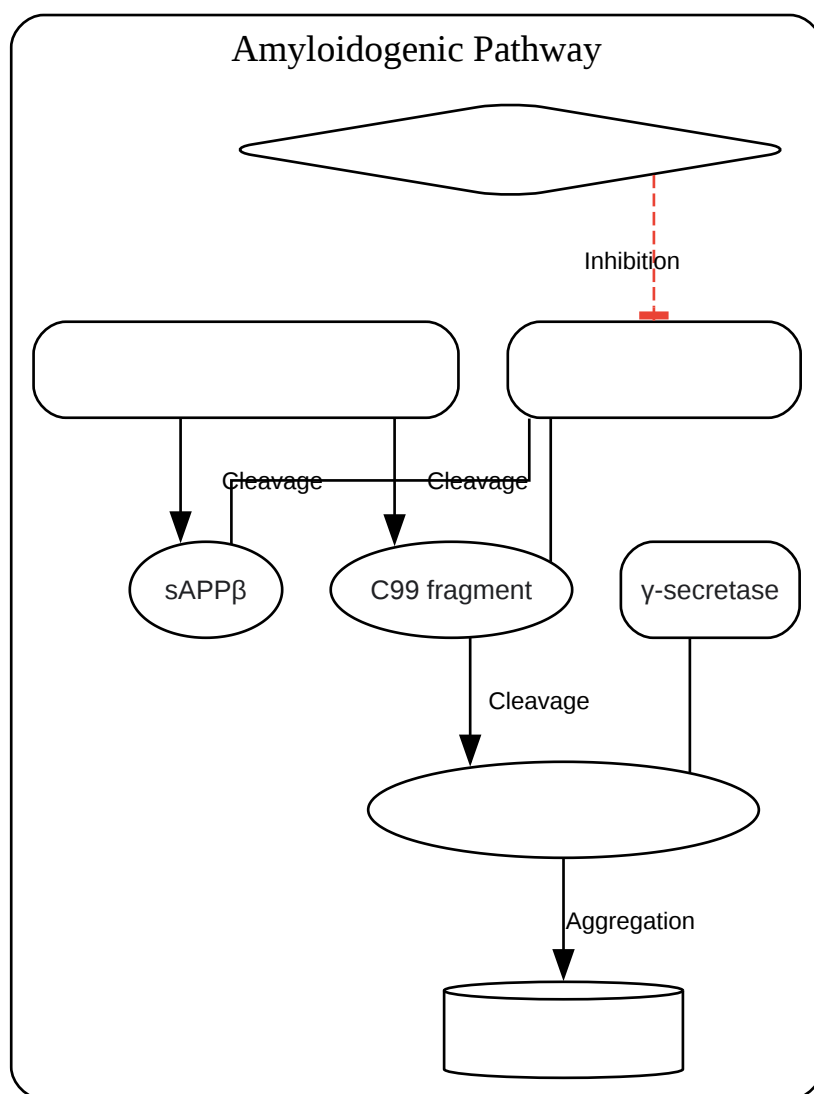 Amyloidogenic Pathway
Inhibition
Cleavage
Cleavage
sAPPβ
C99 fragment
γ-secretase
Cleavage
Aggregation